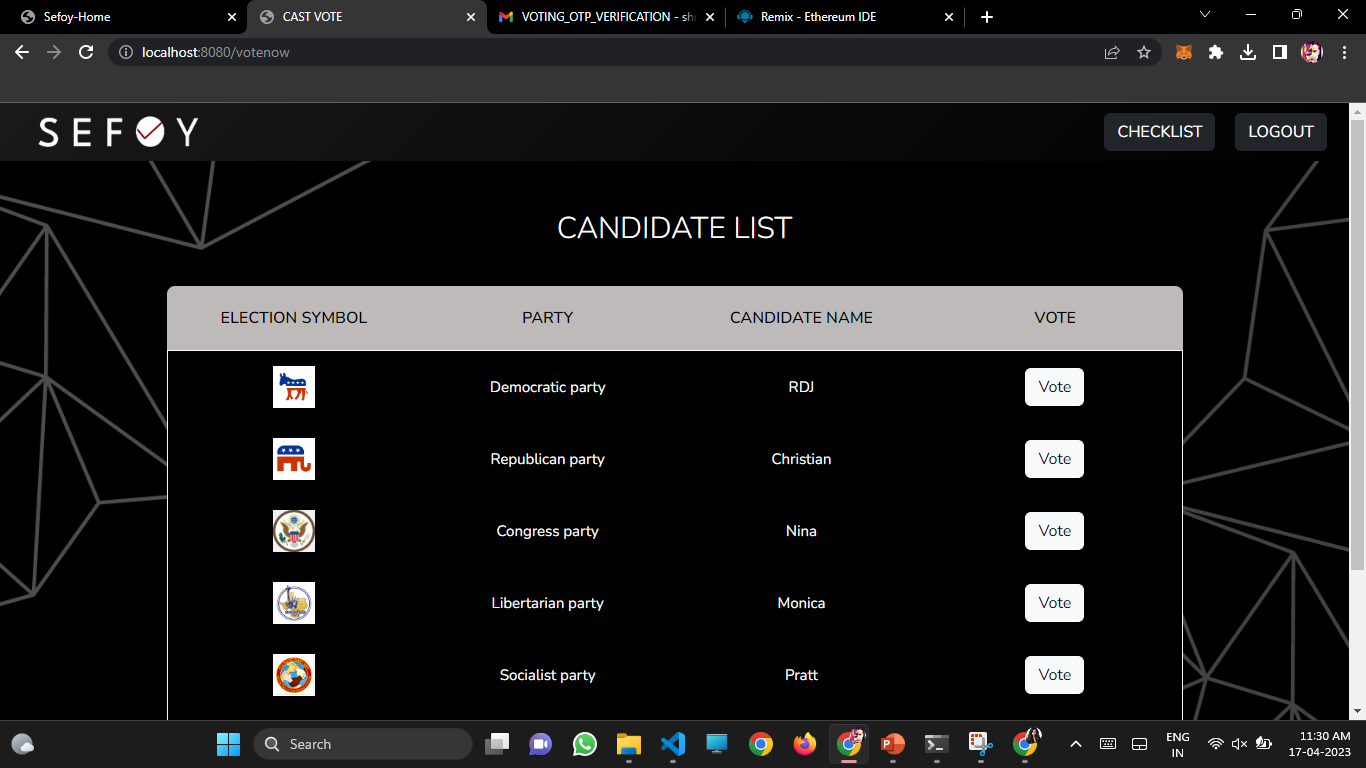 Sefoy-Home
CAST VOTE
VOTING_OTP_VERIFICATION - shr
Remix - Ethereum IDE
localhost:8080/votenow
SEFOY
CHECKLIST
LOGOUT
CANDIDATE LIST
ELECTION SYMBOL PARTY CANDIDATE NAME VOTE
Democratic party RDJ Vote
Republican party Christian Vote
Congress party Nina Vote
Libertarian party Monica Vote
Socialist party Pratt Vote
Search
ENG
IN
11:30 AM
17-04-2023